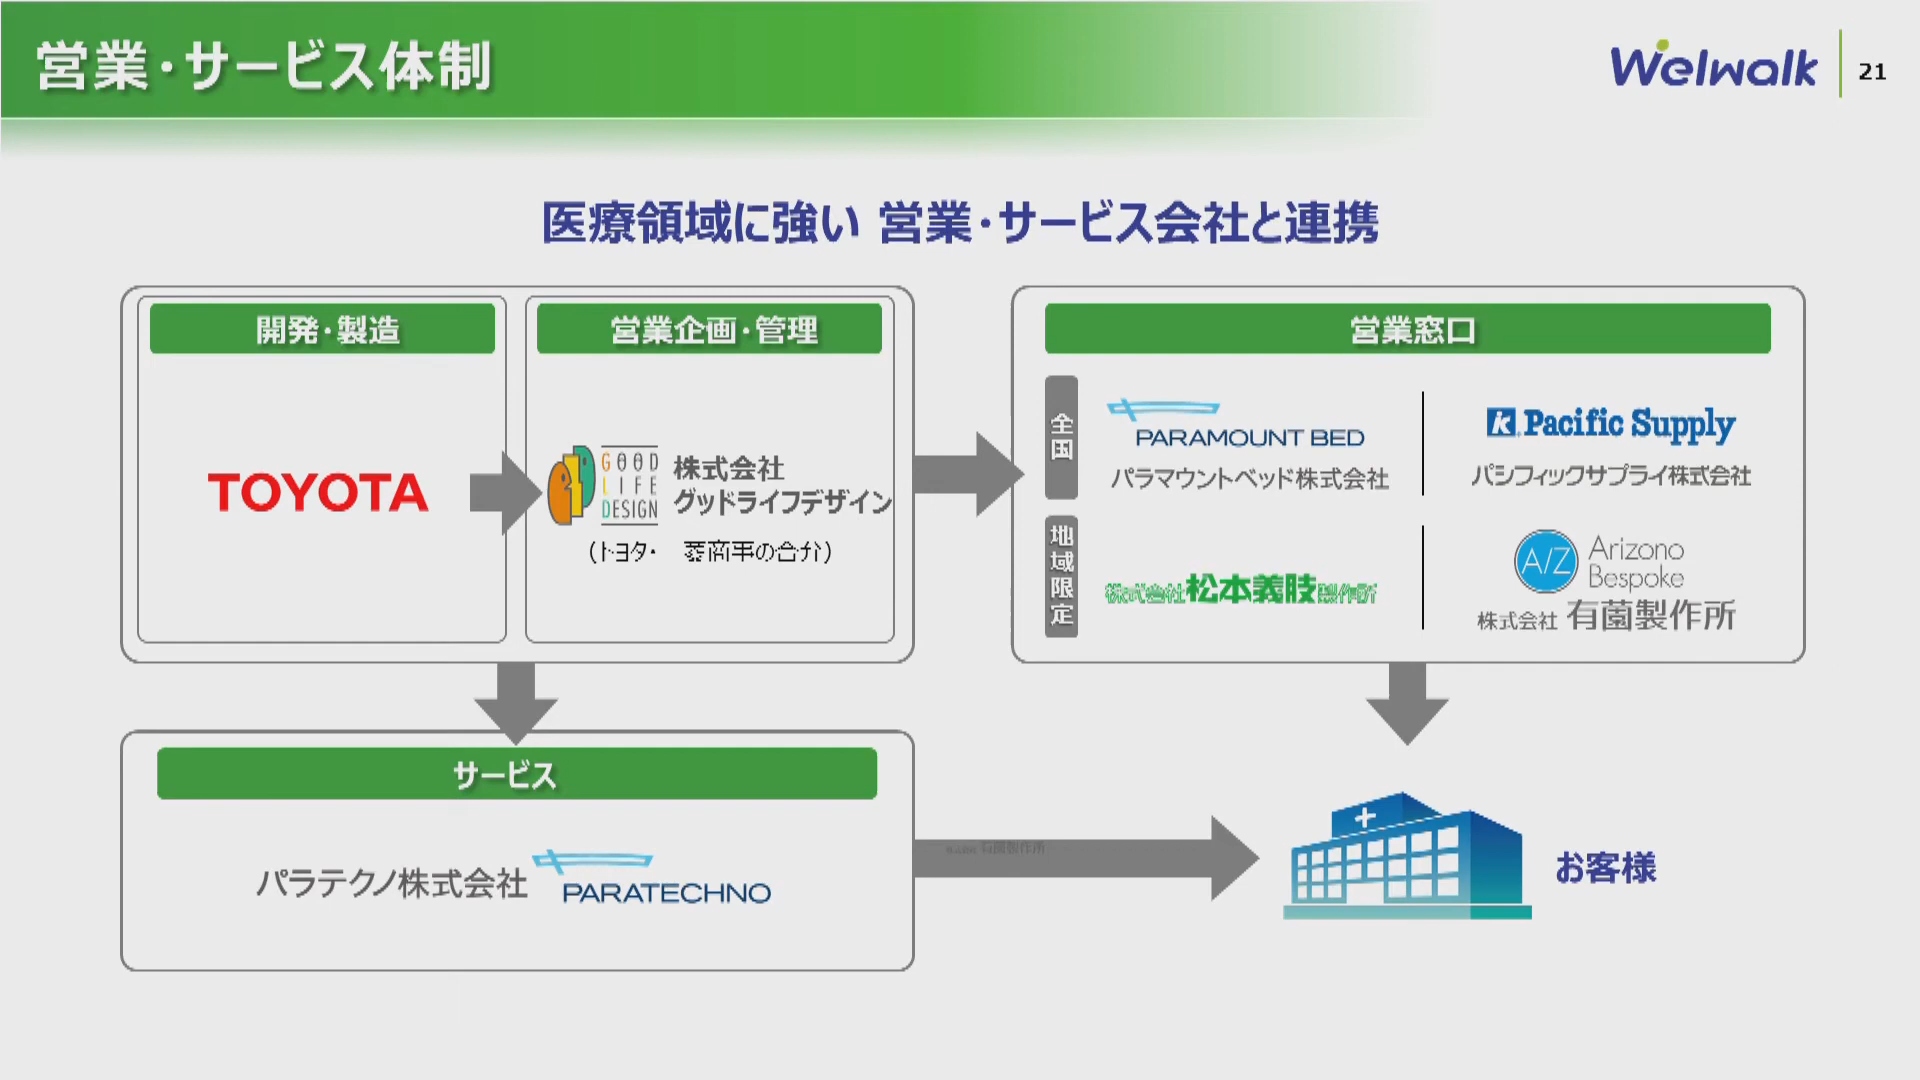 営業・サービス体制
Welwalk
21
医療領域に強い 営業・サービス会社と連携
開発・製造
営業企画・管理
TOYOTA
GOOD
LIFE
DESIGN
株式会社
グッドライフデザイン
(トヨタ・
営業窓口
全国
PARAMOUNT BED
パラマウントベッド株式会社
Pacific Supply
パシフィックサプライ株式会社
地域限定
株式会社松本義肢製作所
A/Z
Arizono
Bespoke
株式会社 有薗製作所
サービス
パラテクノ株式会社
PARATECHNO
有薗製作所
お客様